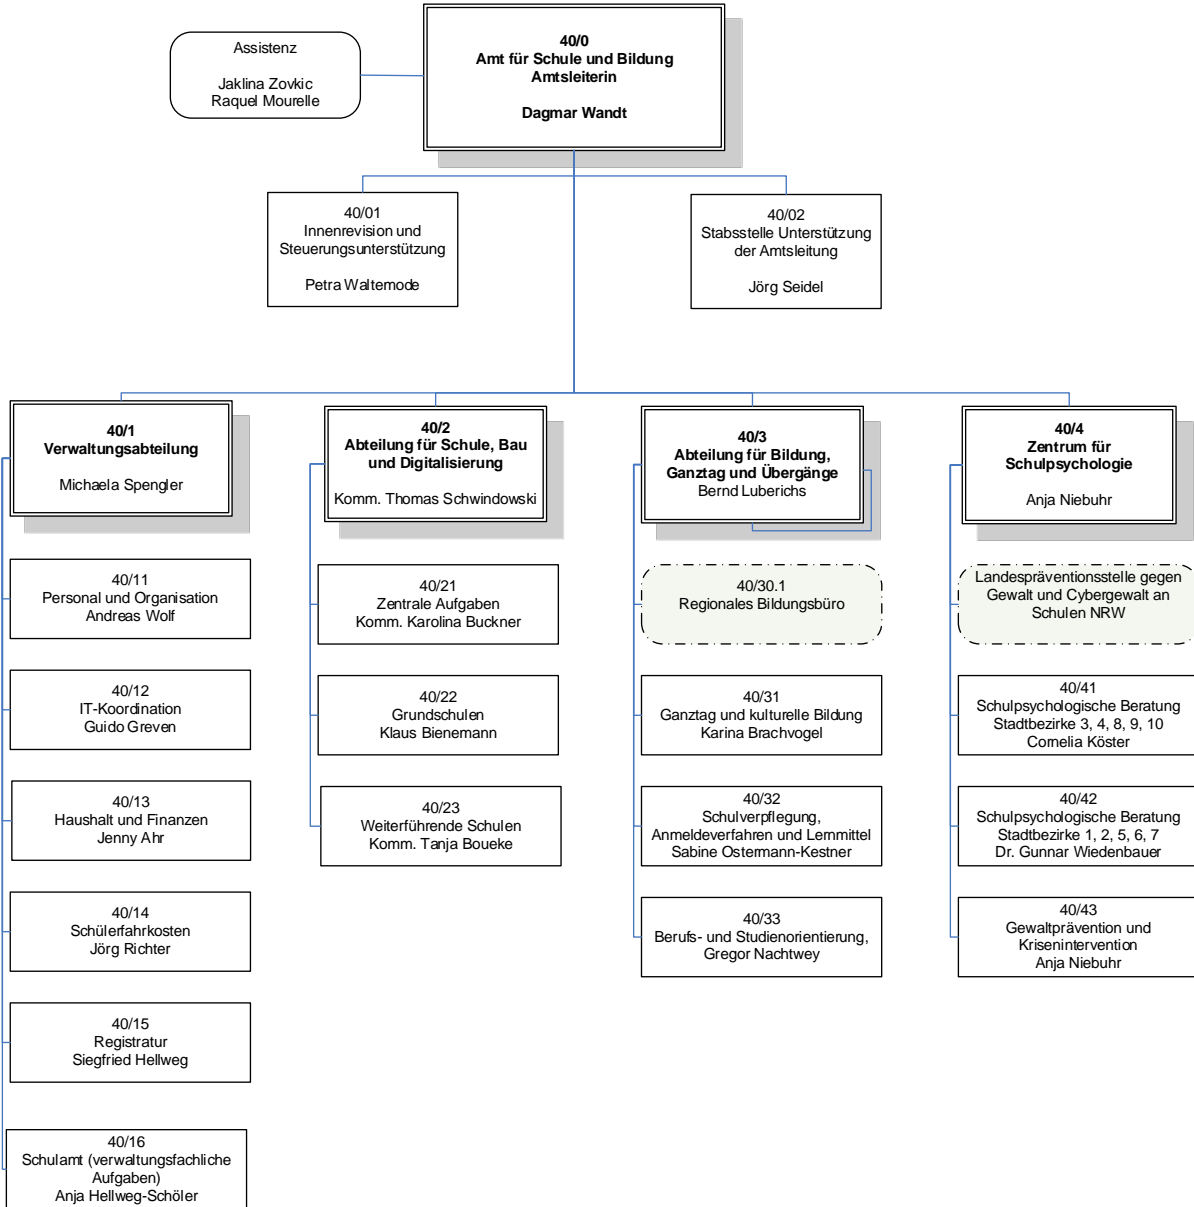 Assistenz
Jaklina Zovkic
Raquel Mourelle
40/0
Amt für Schule und Bildung
Amtsleiterin
Dagmar Wandt
40/01
Innenrevision und
Steuerungsunterstützung
Petra Waltemode
40/02
Stabsstelle Unterstützung
der Amtsleitung
Jörg Seidel
40/1
Verwaltungsabteilung
Michaela Spengler
40/11
Personal und Organisation
Andreas Wolf
40/12
IT-Koordination
Guido Greven
40/13
Haushalt und Finanzen
Jenny Ahr
40/14
Schülerfahrkosten
Jörg Richter
40/15
Registratur
Siegfried Hellweg
40/16
Schulamt (verwaltungsfachliche
Aufgaben)
Anja Hellweg-Schöler
40/2
Abteilung für Schule, Bau
und Digitalisierung
Komm. Thomas Schwindowski
40/21
Zentrale Aufgaben
Komm. Karolina Buckner
40/22
Grundschulen
Klaus Bienemann
40/23
Weiterführende Schulen
Komm. Tanja Boueke
40/3
Abteilung für Bildung,
Ganztag und Übergänge
Bernd Luberichs
40/30.1
Regionales Bildungsbüro
40/31
Ganztag und kulturelle Bildung
Karina Brachvogel
40/32
Schulverpflegung,
Anmeldeverfahren und Lernmittel
Sabine Ostermann-Kestner
40/33
Berufs- und Studienorientierung,
Gregor Nachtwey
40/4
Zentrum für
Schulpsychologie
Anja Niebuhr
Landespräventionsstelle gegen
Gewalt und Cybergewalt an
Schulen NRW
40/41
Schulpsychologische Beratung
Stadtbezirke 3, 4, 8, 9, 10
Cornelia Köster
40/42
Schulpsychologische Beratung
Stadtbezirke 1, 2, 5, 6, 7
Dr. Gunnar Wiedenbauer
40/43
Gewaltprävention und
Krisenintervention
Anja Niebuhr